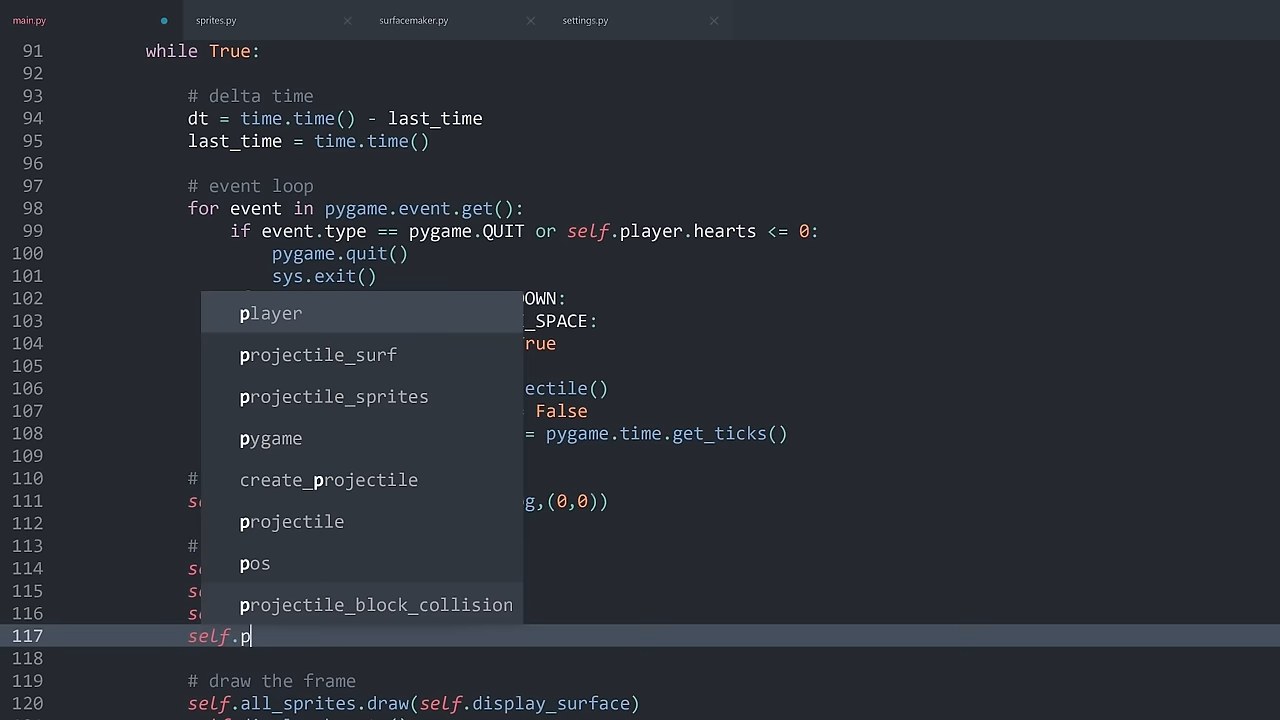 main.py sprites.py surfacemaker.py settings.py
91 while True:
92
93 # delta time
94 dt = time.time() - last_time
95 last_time = time.time()
96
97 # event loop
98 for event in pygame.event.get():
99 if event.type == pygame.QUIT or self.player.hearts <= 0:
100 pygame.quit()
101 sys.exit()
102 OWN:
103 _SPACE:
player
104 rue
projectile_surf
105
106 ectile()
projectile_sprites
107 False
108 = pygame.time.get_ticks()
pygame
109
110 #
create_projectile
111 se g,(0,0))
112
projectile
113 #
114 se
pos
115 se
116 se
projectile_block_collision
117 self.p
118
119 # draw the frame
120 self.all_sprites.draw(self.display_surface)